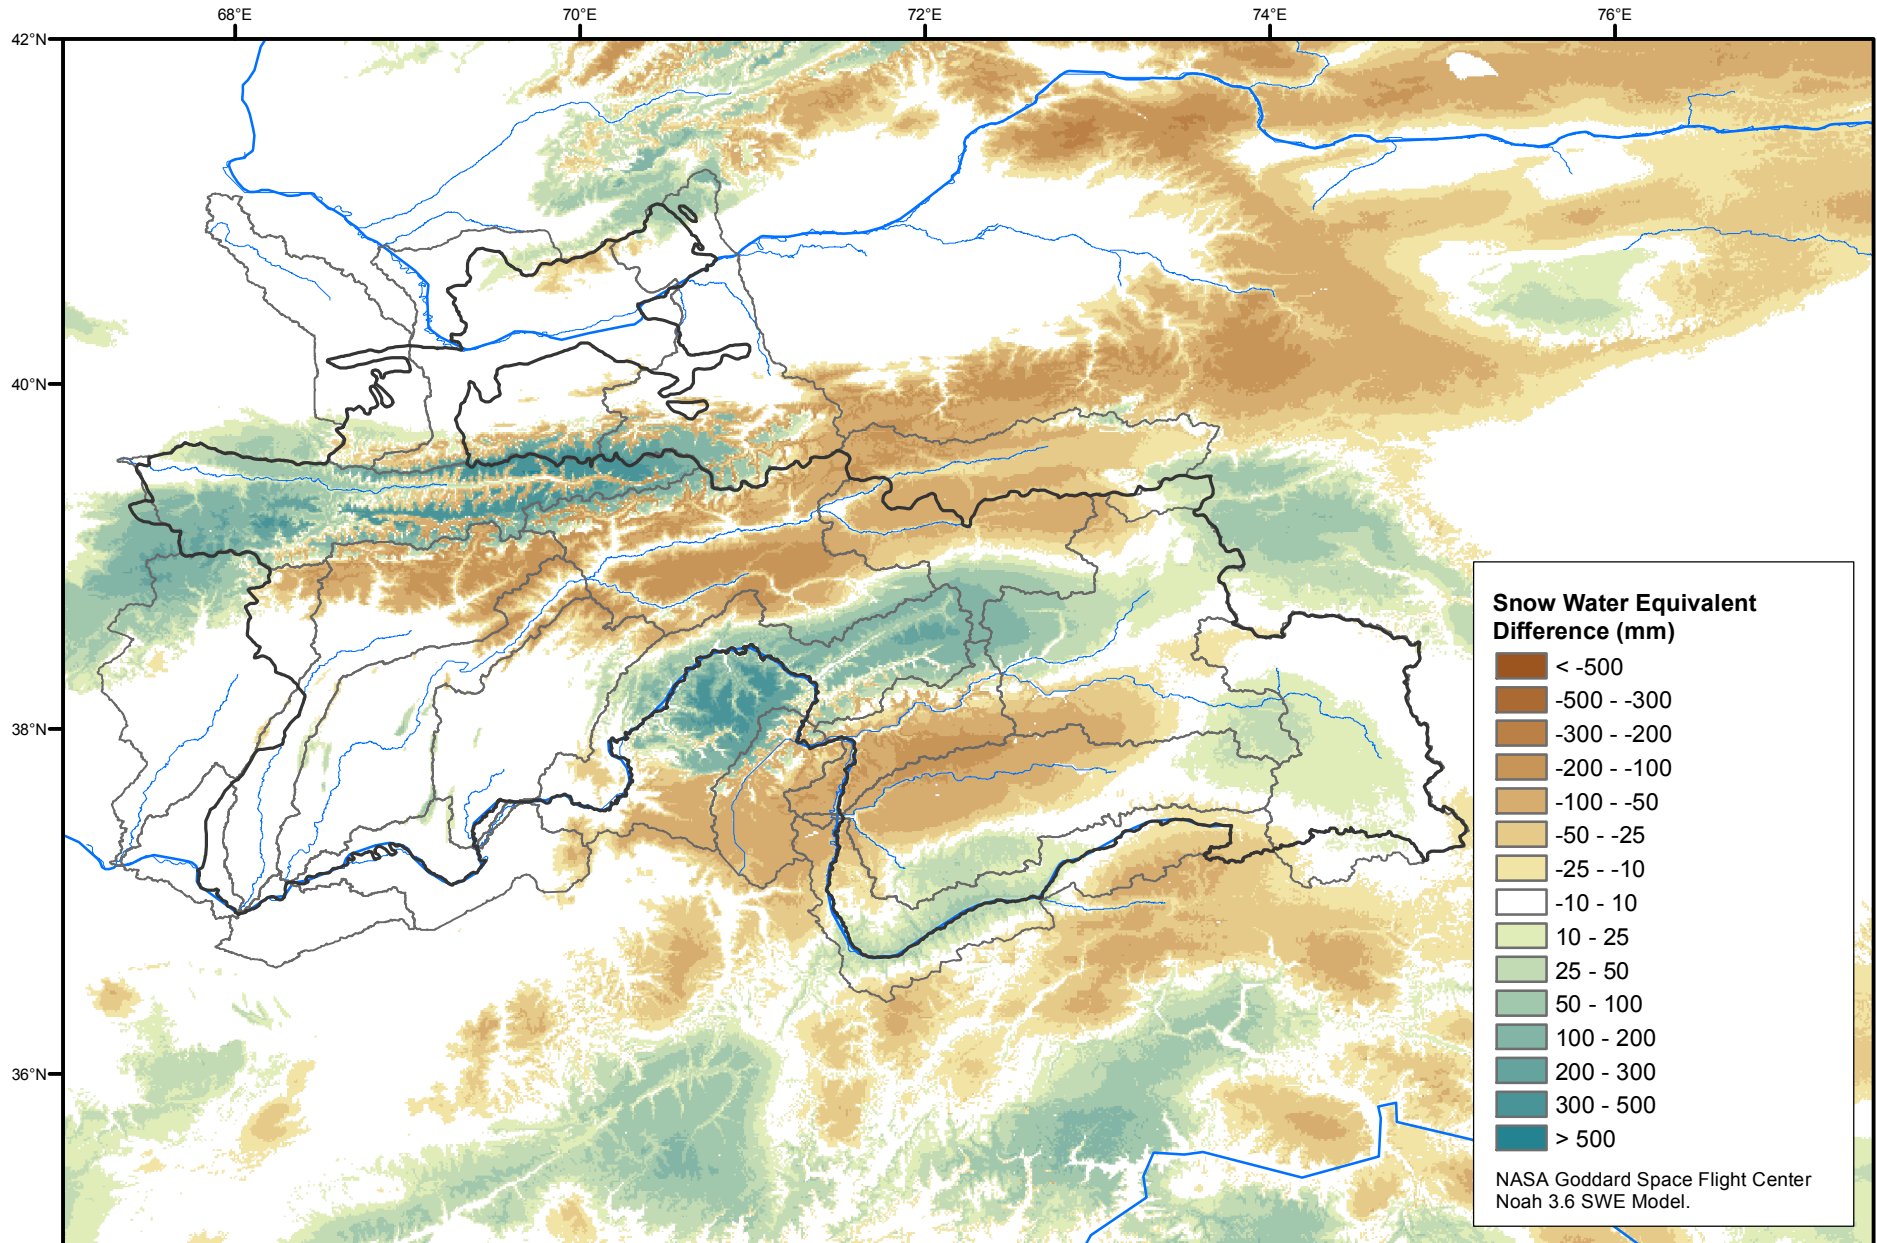 68°E 70°E 72°E 74°E 76°E
42°N
40°N
38°N
36°N
Snow Water Equivalent
Difference (mm)
< -500
-500 - -300
-300 - -200
-200 - -100
-100 - -50
-50 - -25
-25 - -10
-10 - 10
10 - 25
25 - 50
50 - 100
100 - 200
200 - 300
300 - 500
> 500
NASA Goddard Space Flight Center
Noah 3.6 SWE Model.